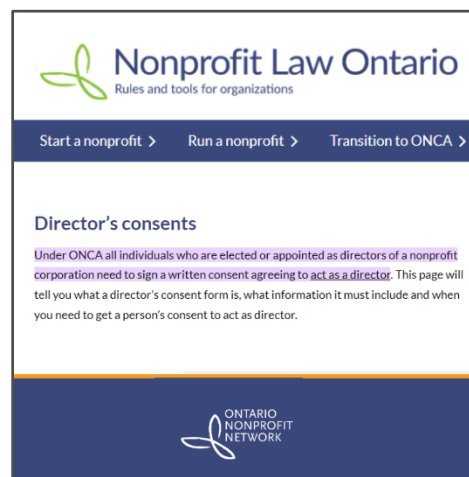 Nonprofit Law Ontario
Rules and tools for organizations
Start a nonprofit > Run a nonprofit > Transition to ONCA >
Director's consents
Under ONCA all individuals who are elected or appointed as directors of a nonprofit
corporation need to sign a written consent agreeing to act as a director. This page will
tell you what a director's consent form is, what information it must include and when
you need to get a person's consent to act as director.
ONTARIO
NONPROFIT
NETWORK